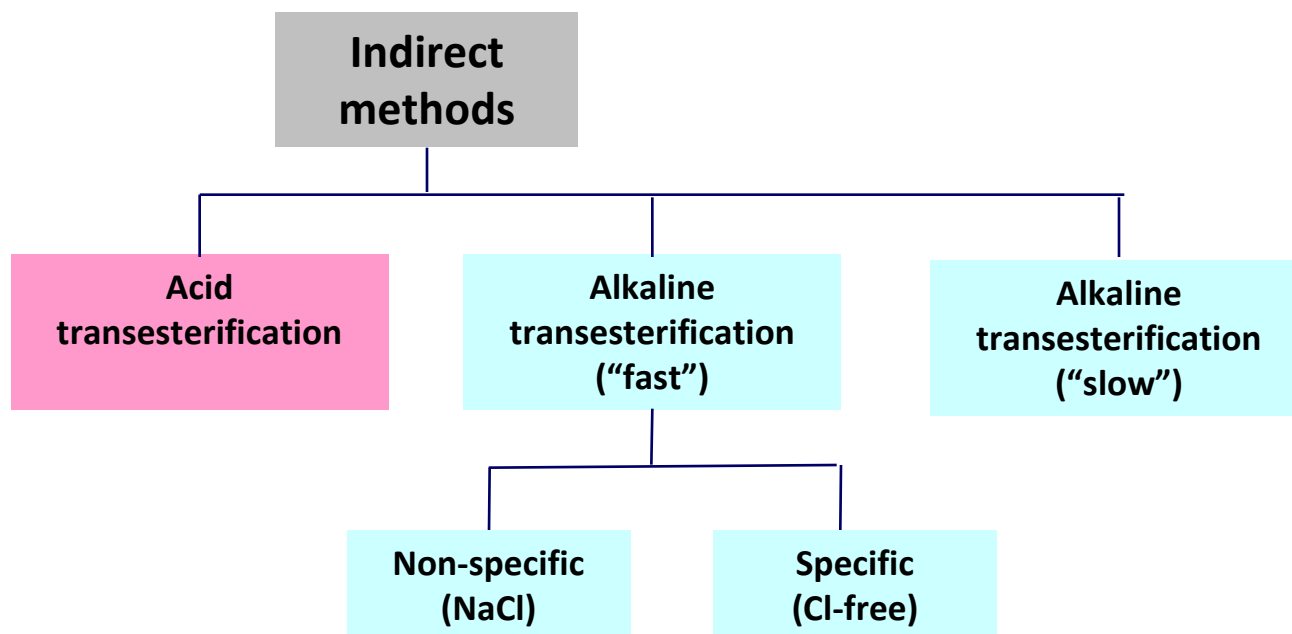 Indirect
methods
Acid
transesterification
Alkaline
transesterification
(“fast”)
Alkaline
transesterification
(“slow”)
Non-specific
(NaCl)
Specific
(Cl-free)